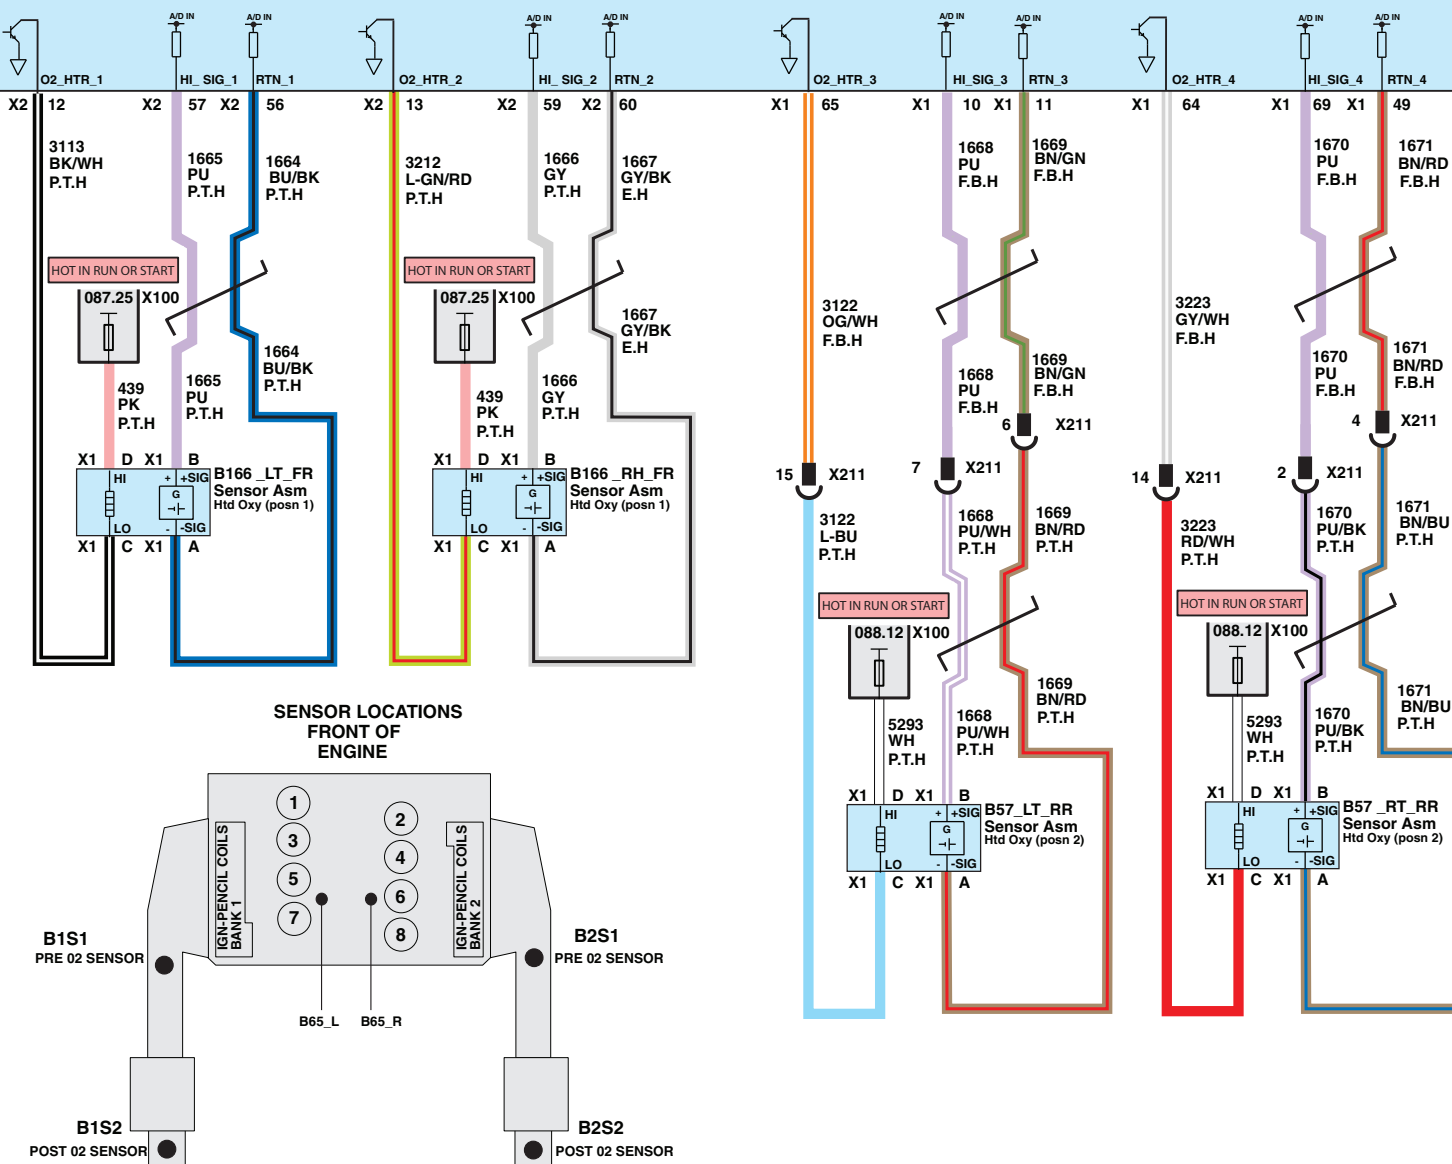 A/D IN
A/D IN
O2_HTR_1
HI_ SIG_1
RTN_1
X2 12
X2 57
X2 56
3113
BK/WH
P.T.H
1665
PU
P.T.H
1664
BU/BK
P.T.H
HOT IN RUN OR START
087.25 X100
439
PK
P.T.H
1665
PU
P.T.H
1664
BU/BK
P.T.H
X1 D X1 B
HI + +SIG
G
LO - -SIG
X1 C X1 A
B166 _LT_FR
Sensor Asm
Htd Oxy (posn 1)
A/D IN
A/D IN
O2_HTR_2
HI_ SIG_2
RTN_2
X2 13
X2 59
X2 60
3212
L-GN/RD
P.T.H
1666
GY
P.T.H
1667
GY/BK
E.H
HOT IN RUN OR START
087.25 X100
1667
GY/BK
E.H
439
PK
P.T.H
1666
GY
P.T.H
X1 D X1 B
HI + +SIG
G
LO - -SIG
X1 C X1 A
B166 _RH_FR
Sensor Asm
Htd Oxy (posn 1)
A/D IN
A/D IN
O2_HTR_3
HI_SIG_3
RTN_3
X1 65
X1 10
X1 11
1668
PU
F.B.H
1669
BN/GN
F.B.H
3122
OG/WH
F.B.H
1668
PU
F.B.H
1669
BN/GN
F.B.H
6 X211
15 X211
7 X211
3122
L-BU
P.T.H
1668
PU/WH
P.T.H
1669
BN/RD
P.T.H
HOT IN RUN OR START
088.12 X100
5293
WH
P.T.H
1668
PU/WH
P.T.H
1669
BN/RD
P.T.H
X1 D X1 B
HI + +SIG
G
LO - -SIG
X1 C X1 A
B57_LT_RR
Sensor Asm
Htd Oxy (posn 2)
A/D IN
A/D IN
O2_HTR_4
HI_SIG_4
RTN_4
X1 64
X1 69
X1 49
1670
PU
F.B.H
1671
BN/RD
F.B.H
3223
GY/WH
F.B.H
1670
PU
F.B.H
1671
BN/RD
F.B.H
4 X211
14 X211
2 X211
3223
RD/WH
P.T.H
1670
PU/BK
P.T.H
1671
BN/BU
P.T.H
HOT IN RUN OR START
088.12 X100
5293
WH
P.T.H
1670
PU/BK
P.T.H
1671
BN/BU
P.T.H
X1 D X1 B
HI + +SIG
G
LO - -SIG
X1 C X1 A
B57 _RT_RR
Sensor Asm
Htd Oxy (posn 2)
SENSOR LOCATIONS
FRONT OF
ENGINE
1
2
3
4
5
6
7
8
IGN-PENCIL COILS
BANK 1
IGN-PENCIL COILS
BANK 2
B1S1
PRE 02 SENSOR
B2S1
PRE 02 SENSOR
B65_L
B65_R
B1S2
POST 02 SENSOR
B2S2
POST 02 SENSOR